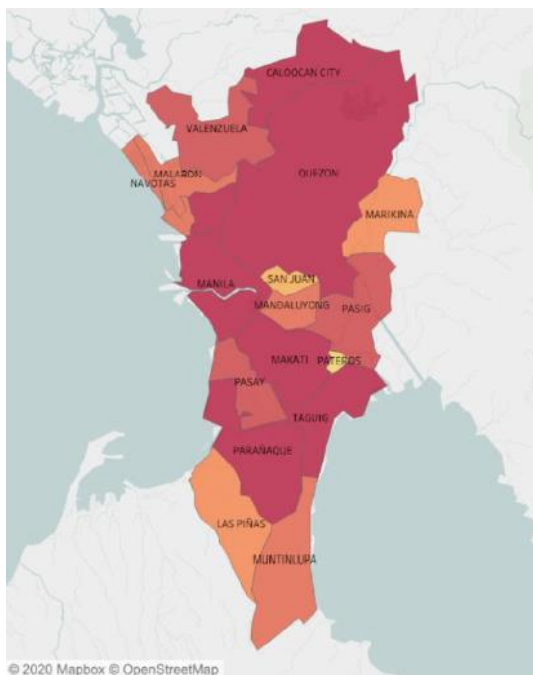 CALOOCAN CITY
VALENZUELA
MALABON
NAVOTAS
QUEZON
MARIKINA
SAN JUAN
MANILA
MANDALUYONG
PASIG
MAKATI
PATEROS
PASAY
TAGUIG
PARAÑAQUE
LAS PIÑAS
MUNTINLUPA
© 2020 Mapbox © OpenStreetMap